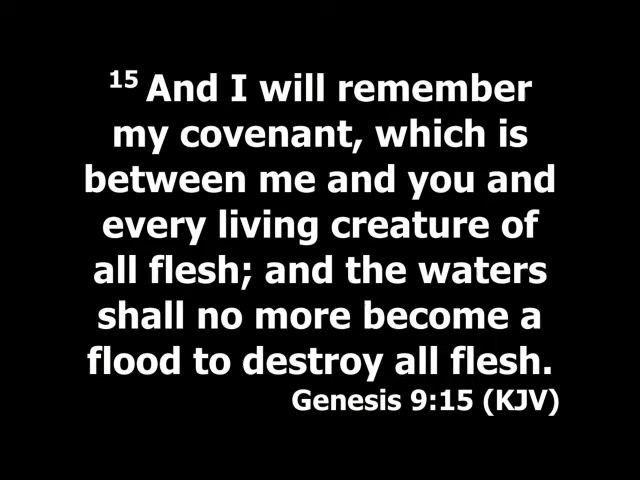 15 And I will remember
my covenant, which is
between me and you and
every living creature of
all flesh; and the waters
shall no more become a
flood to destroy all flesh.
Genesis 9:15 (KJV)